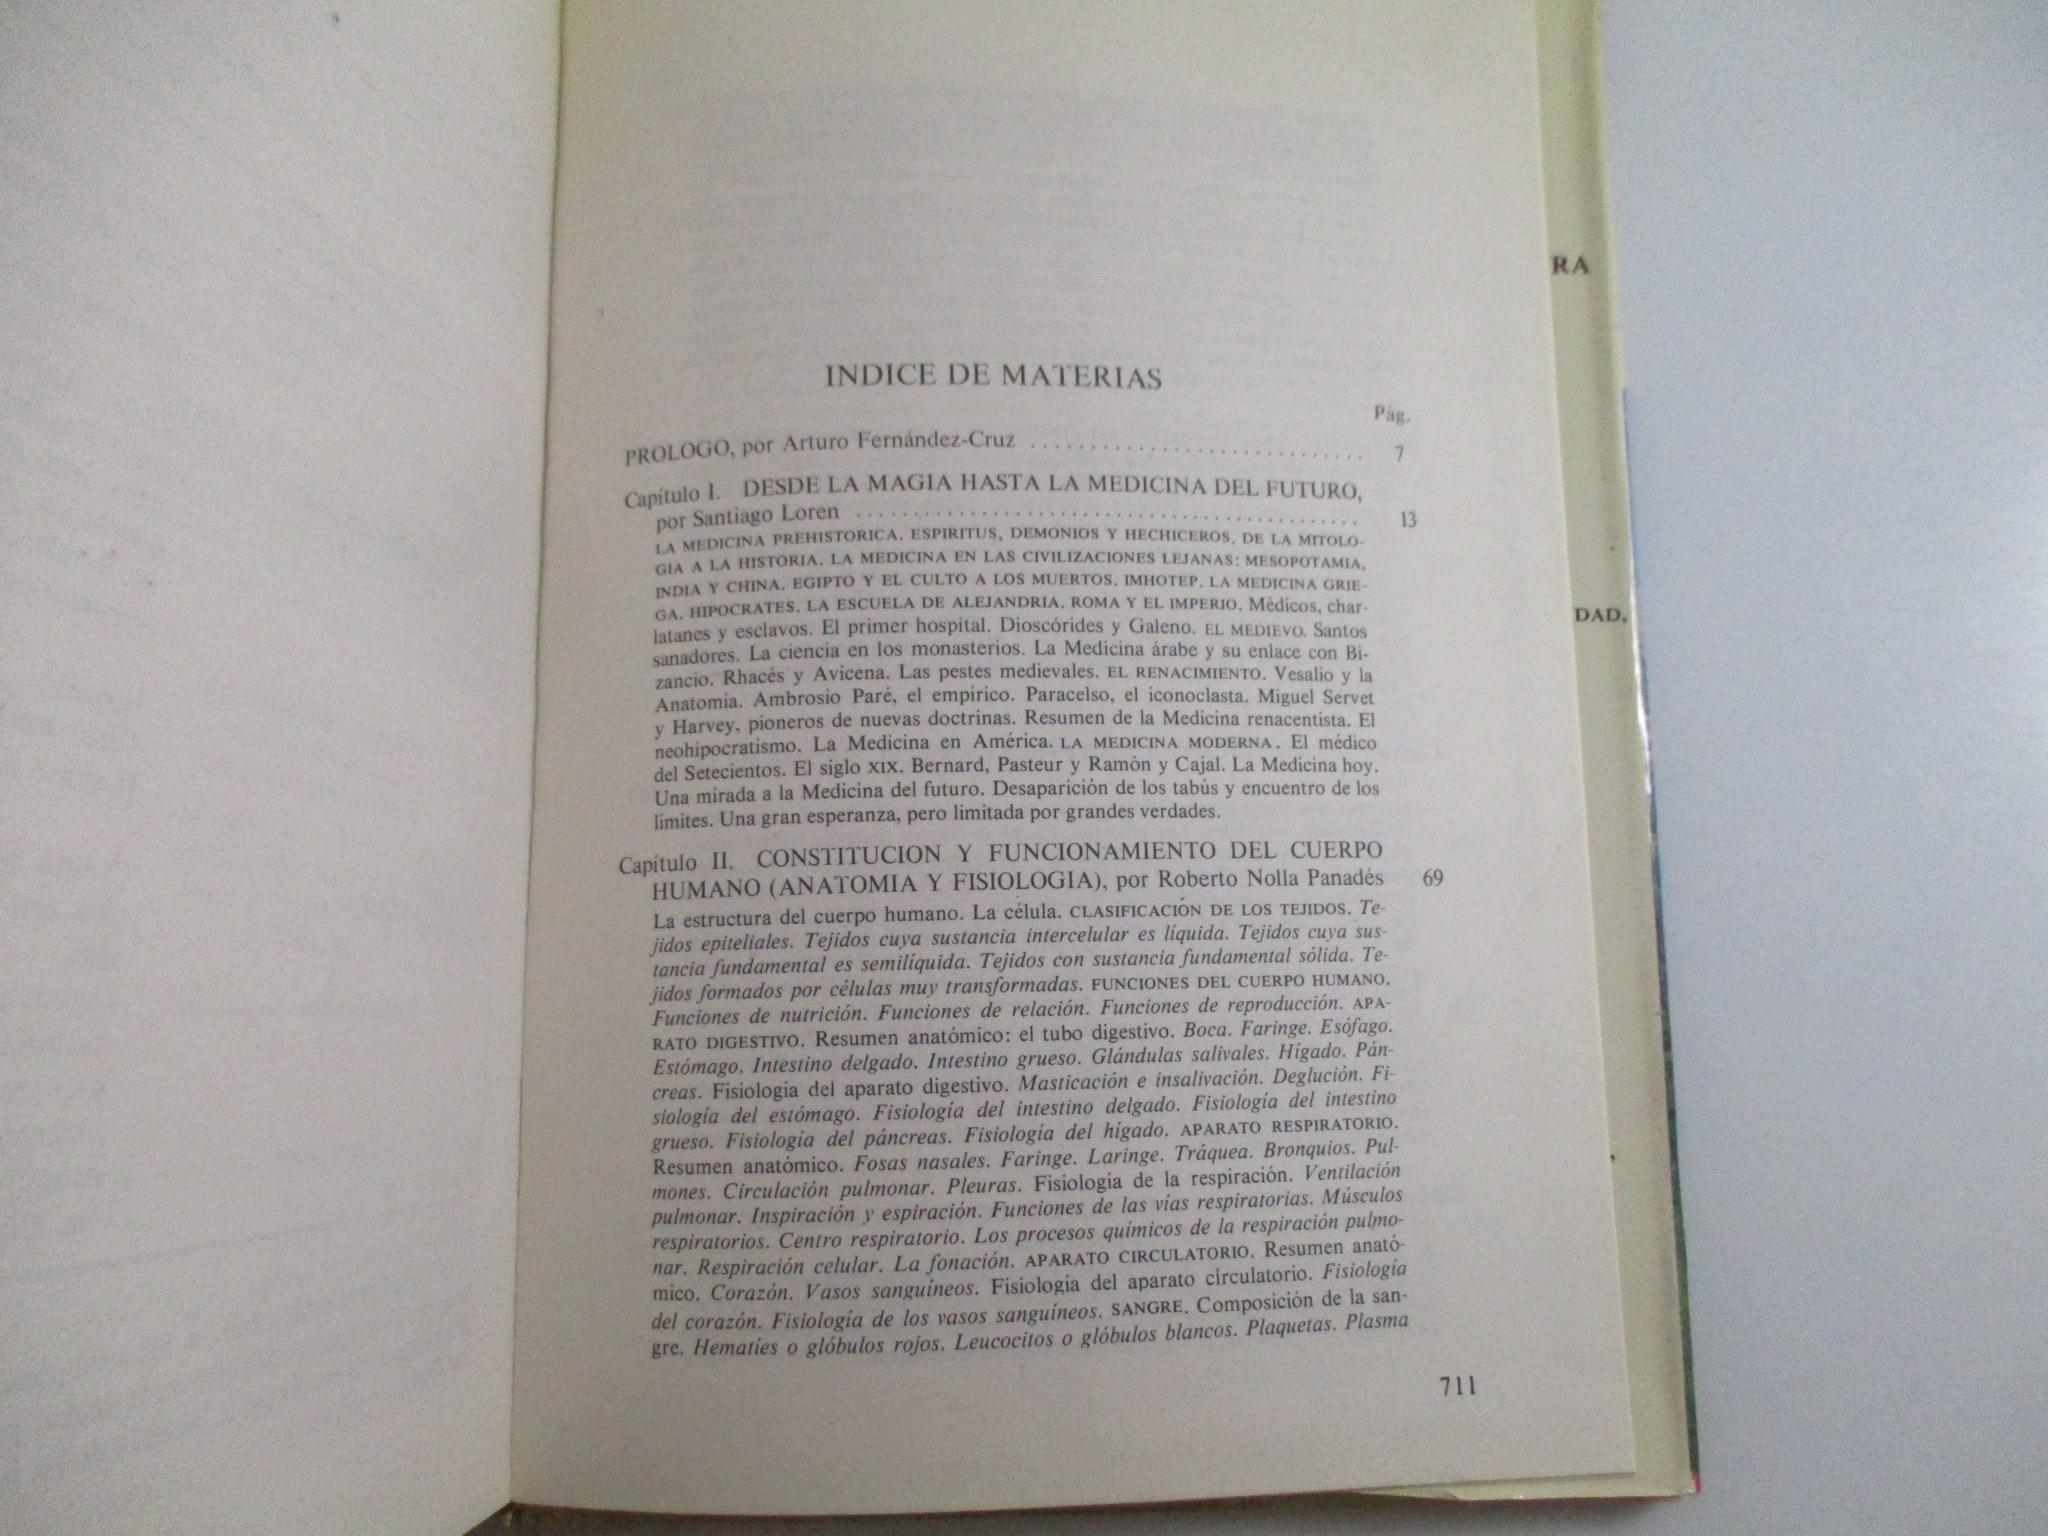 INDICE DE MATERIAS
Pág.
PROLOGO, por Arturo Fernández-Cruz .............................. 7
Capítulo I. DESDE LA MAGIA HASTA LA MEDICINA DEL FUTURO,
por Santiago Loren ............................................. 13
LA MEDICINA PREHISTORICA. ESPIRITUS, DEMONIOS Y HECHICEROS. DE LA MITOLO-
GIA A LA HISTORIA. LA MEDICINA EN LAS CIVILIZACIONES LEJANAS: MESOPOTAMIA,
INDIA Y CHINA. EGIPTO Y EL CULTO A LOS MUERTOS. IMHOTEP. LA MEDICINA GRIE-
GA. HIPOCRATES. LA ESCUELA DE ALEJANDRIA. ROMA Y EL IMPERIO. Médicos, char-
latanes y esclavos. El primer hospital. Dioscórides y Galeno. EL MEDIEVO. Santos
sanadores. La ciencia en los monasterios. La Medicina árabe y su enlace con Bi-
zancio. Rhacés y Avicena. Las pestes medievales. EL RENACIMIENTO. Vesalio y la
Anatomía. Ambrosio Paré, el empírico. Paracelso, el iconoclasta. Miguel Servet
y Harvey, pioneros de nuevas doctrinas. Resumen de la Medicina renacentista. El
neohipocratismo. La Medicina en América. LA MEDICINA MODERNA. El médico
del Setecientos. El siglo XIX. Bernard, Pasteur y Ramón y Cajal. La Medicina hoy.
Una mirada a la Medicina del futuro. Desaparición de los tabús y encuentro de los
límites. Una gran esperanza, pero limitada por grandes verdades.
Capítulo II. CONSTITUCION Y FUNCIONAMIENTO DEL CUERPO
HUMANO (ANATOMIA Y FISIOLOGIA), por Roberto Nolla Panadés 69
La estructura del cuerpo humano. La célula. CLASIFICACIÓN DE LOS TEJIDOS. Te-
jidos epiteliales. Tejidos cuya sustancia intercelular es líquida. Tejidos cuya sus-
tancia fundamental es semilíquida. Tejidos con sustancia fundamental sólida. Te-
jidos formados por células muy transformadas. FUNCIONES DEL CUERPO HUMANO.
Funciones de nutrición. Funciones de relación. Funciones de reproducción. APA-
RATO DIGESTIVO. Resumen anatómico: el tubo digestivo. Boca. Faringe. Esófago.
Estómago. Intestino delgado. Intestino grueso. Glándulas salivales. Hígado. Pán-
creas. Fisiología del aparato digestivo. Masticación e insalivación. Deglución. Fi-
siología del estómago. Fisiología del intestino delgado. Fisiología del intestino
grueso. Fisiología del páncreas. Fisiología del hígado. APARATO RESPIRATORIO.
Resumen anatómico. Fosas nasales. Faringe. Laringe. Tráquea. Bronquios. Pul-
mones. Circulación pulmonar. Pleuras. Fisiología de la respiración. Ventilación
pulmonar. Inspiración y espiración. Funciones de las vías respiratorias. Músculos
respiratorios. Centro respiratorio. Los procesos químicos de la respiración pulmo-
nar. Respiración celular. La fonación. APARATO CIRCULATORIO. Resumen anató-
mico. Corazón. Vasos sanguíneos. Fisiología del aparato circulatorio. Fisiología
del corazón. Fisiología de los vasos sanguíneos. SANGRE. Composición de la san-
gre. Hematíes o glóbulos rojos. Leucocitos o glóbulos blancos. Plaquetas. Plasma
711
RA
DAD,